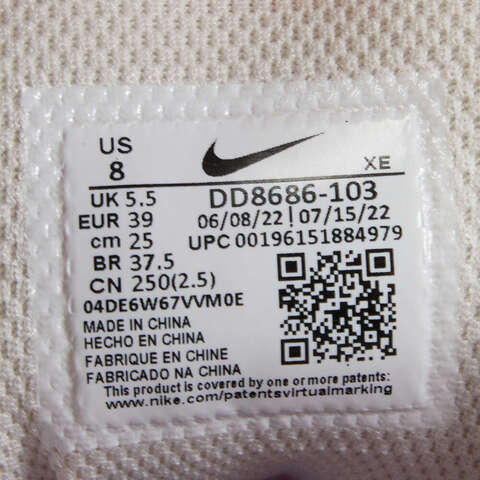 US
8
XE
UK 5.5
EUR 39
cm 25
BR 37.5
CN 250(2.5)
DD8686-103
06/08/22 | 07/15/22
UPC 00196151884979
04DE6W67VVM0E
MADE IN CHINA
HECHO EN CHINA
FABRIQUE EN CHINE
FABRICADO NA CHINA
This product is covered by one or more patents.
www.nike.com/patentsvirtualmarking